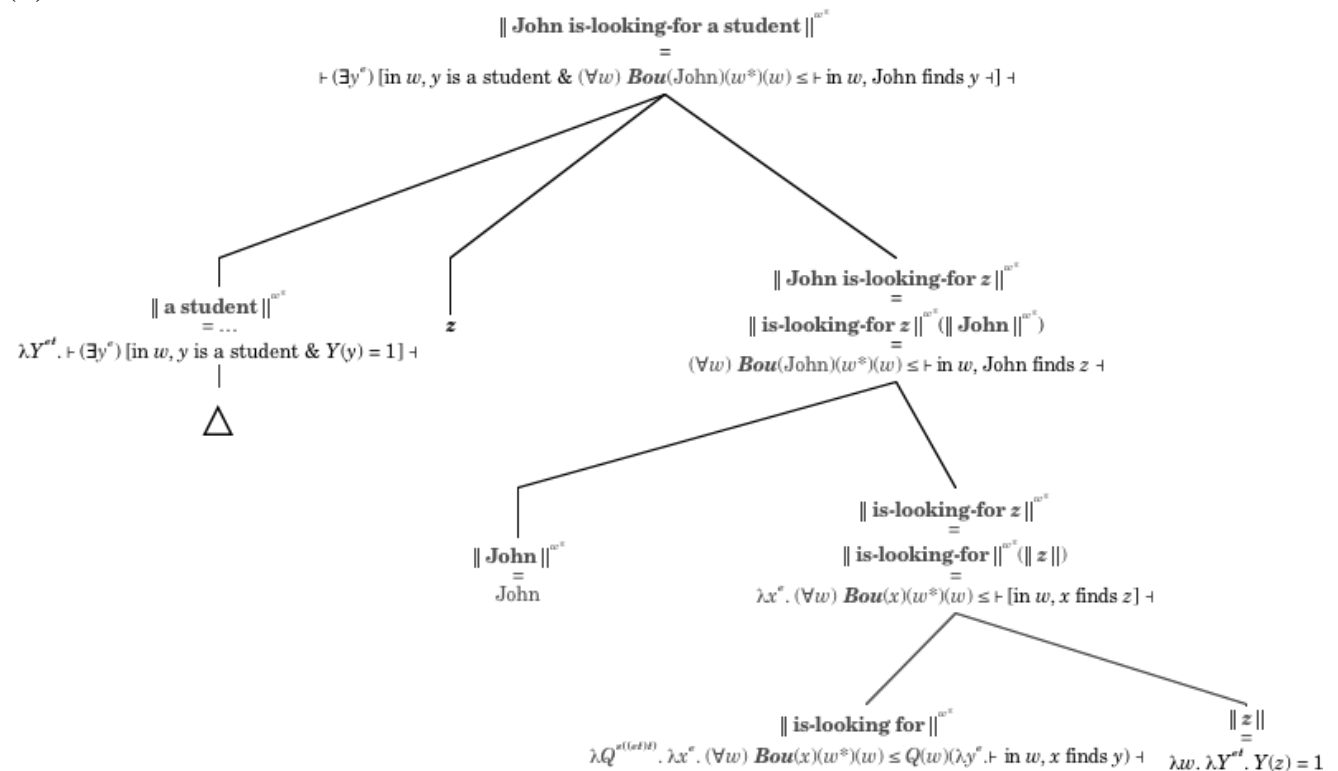 ‖ John is-looking-for a student ‖^{w*}
=
⊢ (∃y^e) [in w, y is a student & (∀w) Bou(John)(w*)(w) ≤ ⊢ in w, John finds y ⊣] ⊣
‖ a student ‖^{w*}
= …
λY^{et}. ⊢ (∃y^e) [in w, y is a student & Y(y) = 1] ⊣
z
‖ John is-looking-for z ‖^{w*}
=
‖ is-looking-for z ‖^{w*}(‖ John ‖^{w*})
=
(∀w) Bou(John)(w*)(w) ≤ ⊢ in w, John finds z ⊣
‖ John ‖^{w*}
=
John
‖ is-looking-for z ‖^{w*}
=
‖ is-looking-for ‖^{w*}(‖ z ‖)
=
λx^e. (∀w) Bou(x)(w*)(w) ≤ ⊢ [in w, x finds z] ⊣
‖ is-looking for ‖^{w*}
λQ^{s((et)t)}. λx^e. (∀w) Bou(x)(w*)(w) ≤ Q(w)(λy^e.⊢ in w, x finds y) ⊣
‖ z ‖
=
λw. λY^{et}. Y(z) = 1